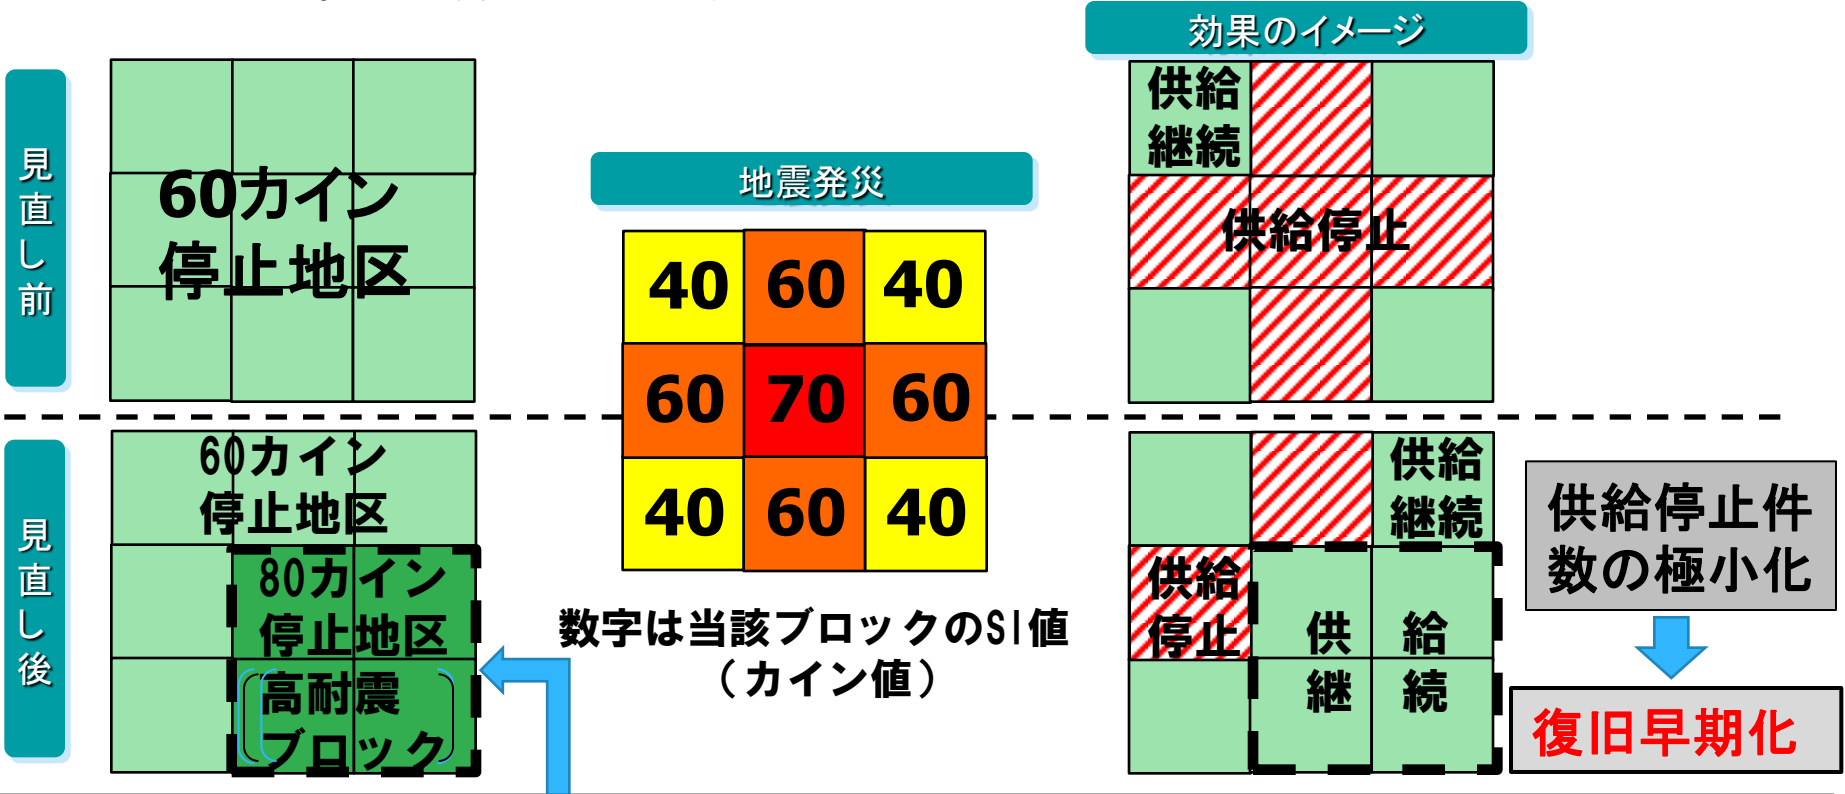 効果のイメージ
見直し前
60カイン
停止地区
地震発災
40 60 40
60 70 60
40 60 40
数字は当該ブロックのSI値
（カイン値）
供給
継続
供給停止
見直し後
60カイン
停止地区
80カイン
停止地区
高耐震
ブロック
供給
継続
供給
停止
供給
継続
供給停止件
数の極小化
復旧早期化